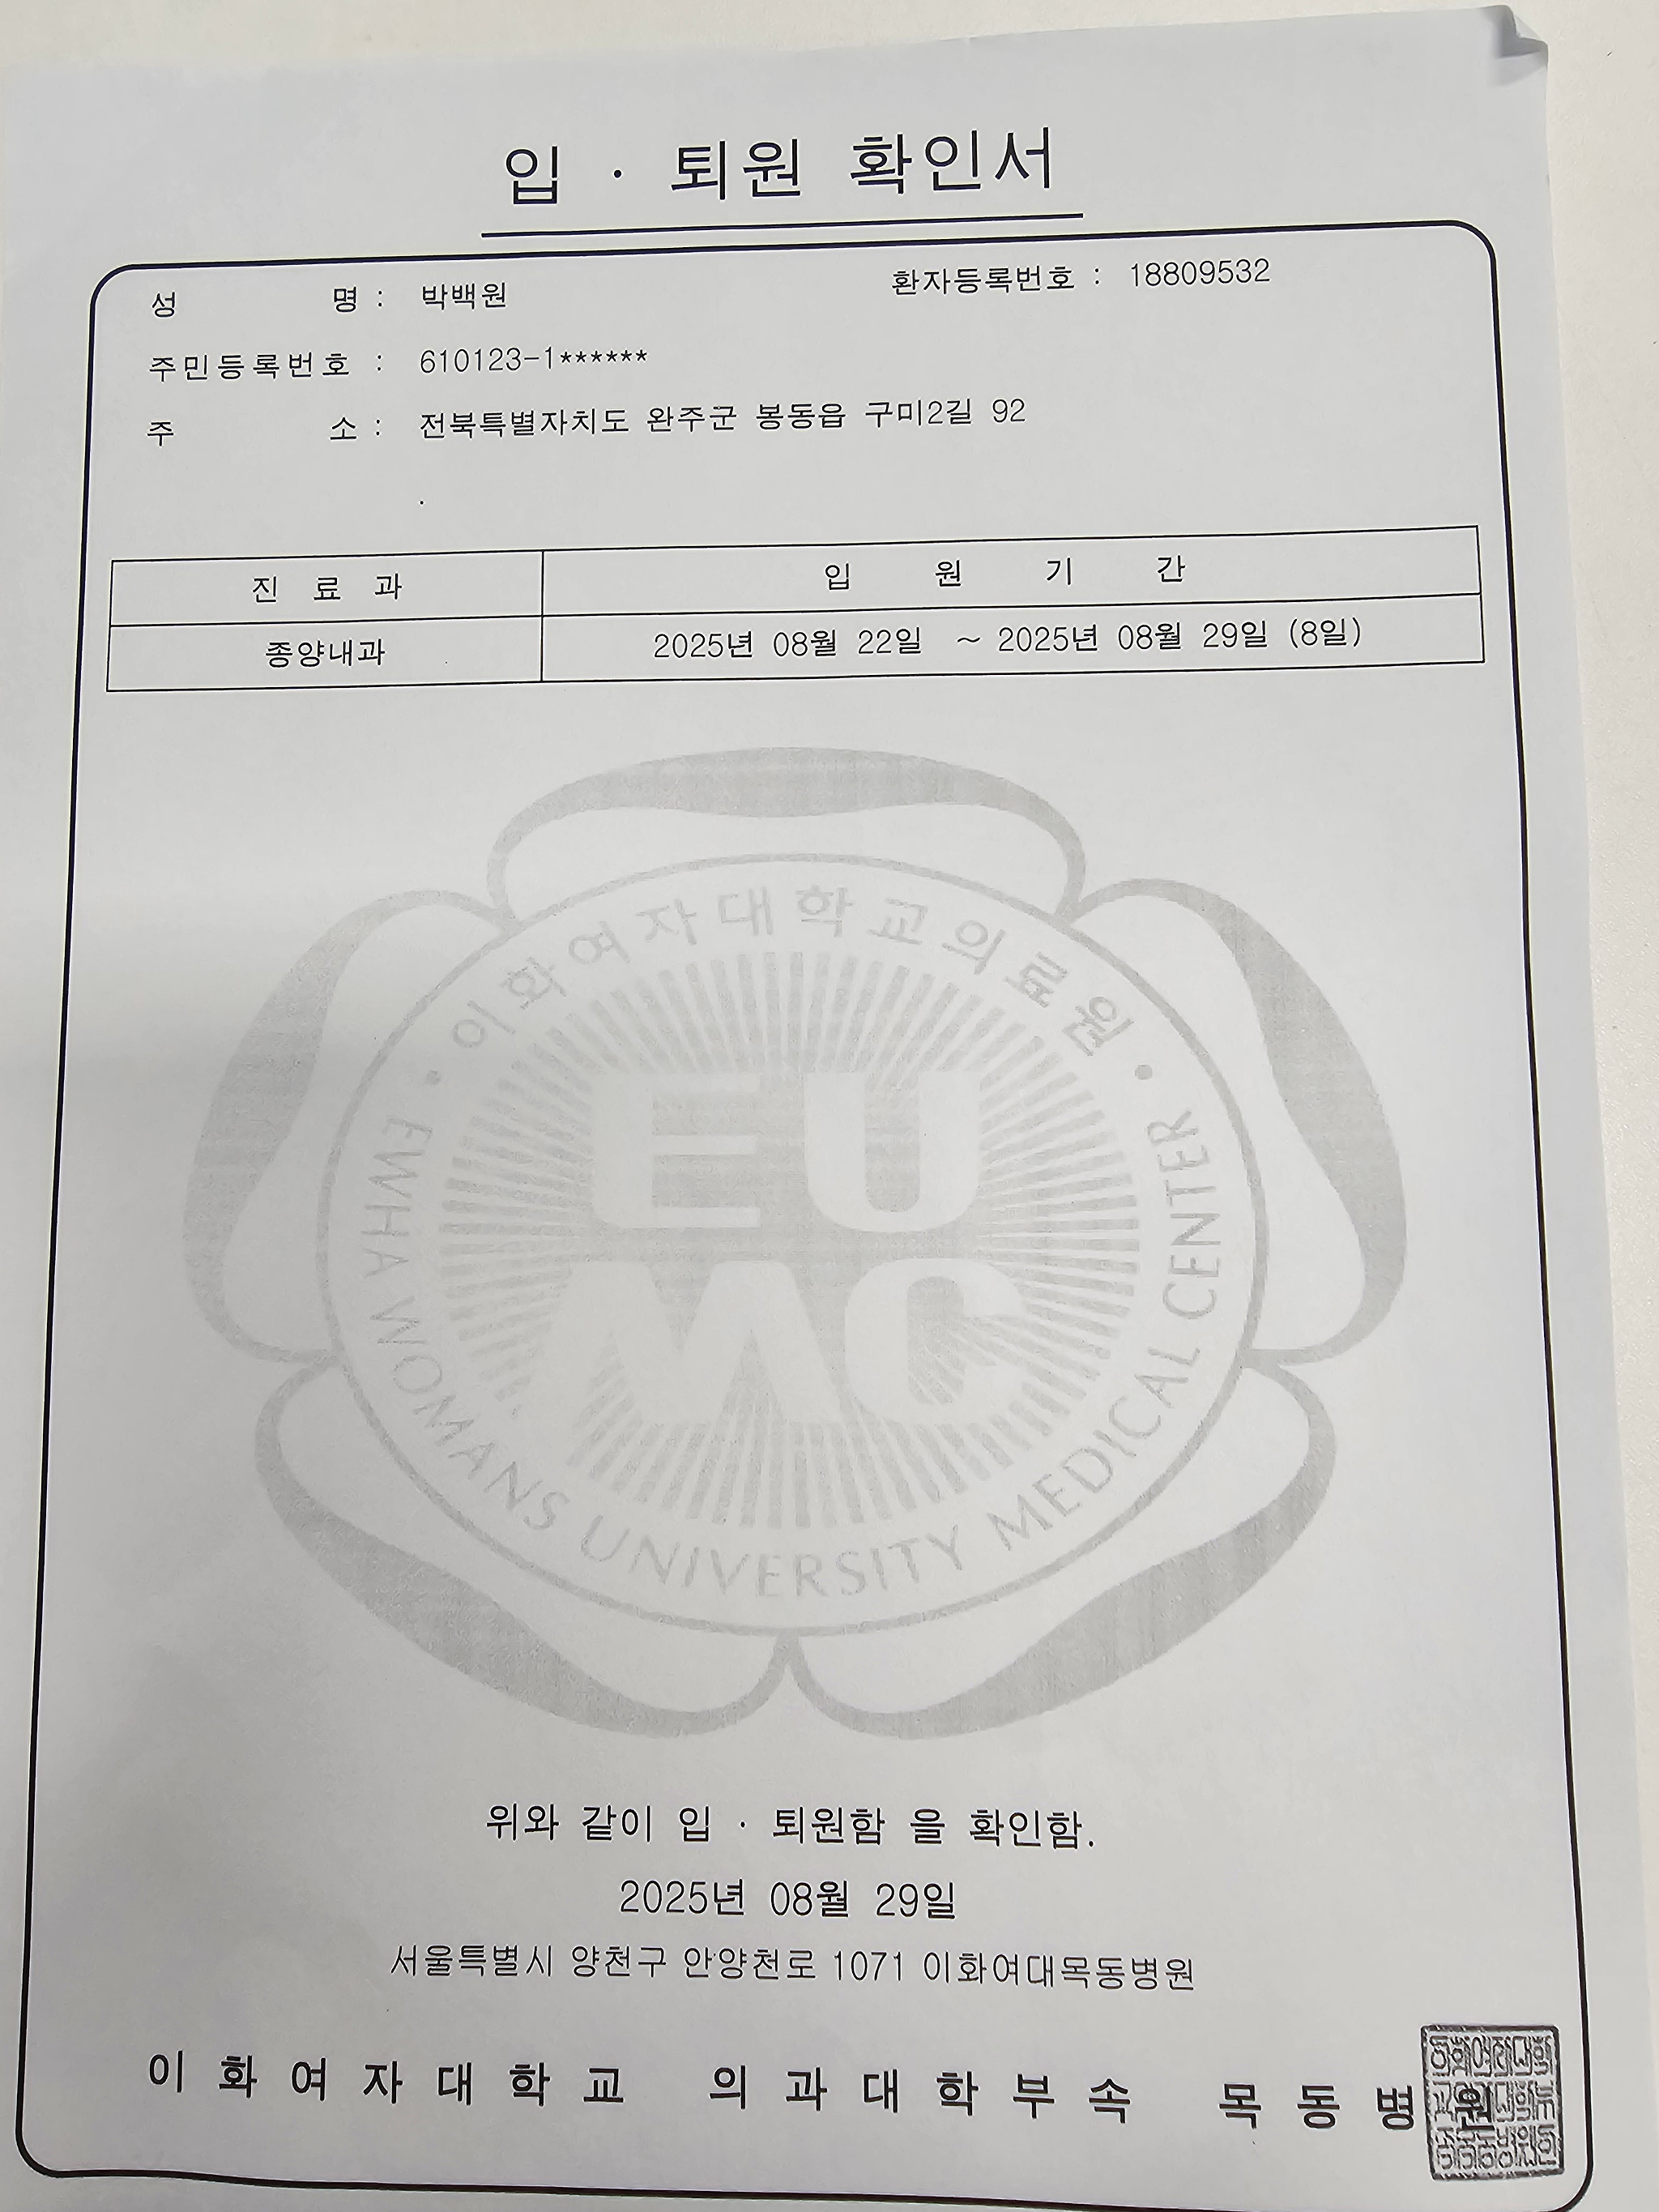 입 · 퇴원 확인서
성 명 : 박백원 환자등록번호 : 18809532
주민등록번호 : 610123-1******
주 소 : 전북특별자치도 완주군 봉동읍 구미2길 92
.
진 료 과 입 원 기 간
종양내과 2025년 08월 22일 ~ 2025년 08월 29일 (8일)
• 이화여자대학교의료원 •
EU
MC
EWHA WOMANS UNIVERSITY MEDICAL CENTER
위와 같이 입 · 퇴원함 을 확인함.
2025년 08월 29일
서울특별시 양천구 안양천로 1071 이화여대목동병원
이 화 여 자 대 학 교 의 과 대 학 부 속 목 동 병 원